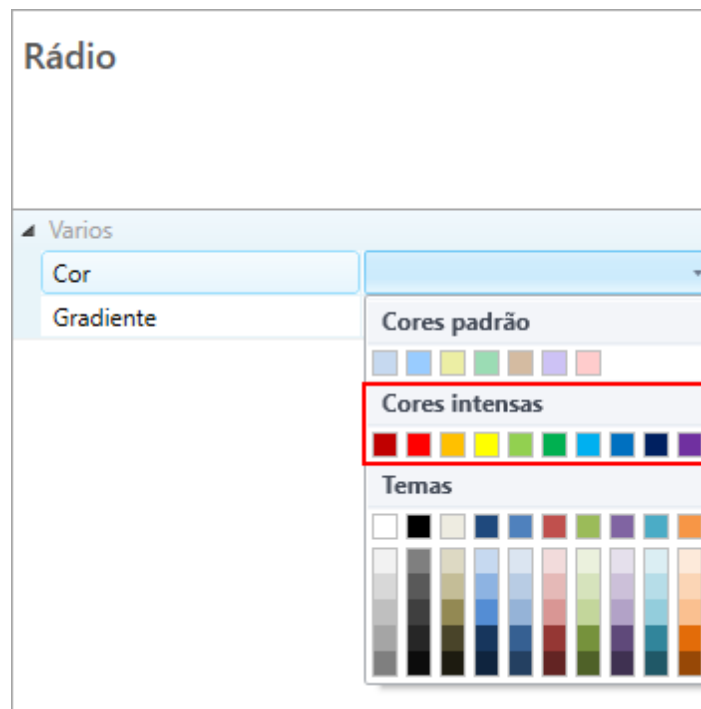 Rádio
Varios
Cor
Gradiente
Cores padrão
Cores intensas
Temas